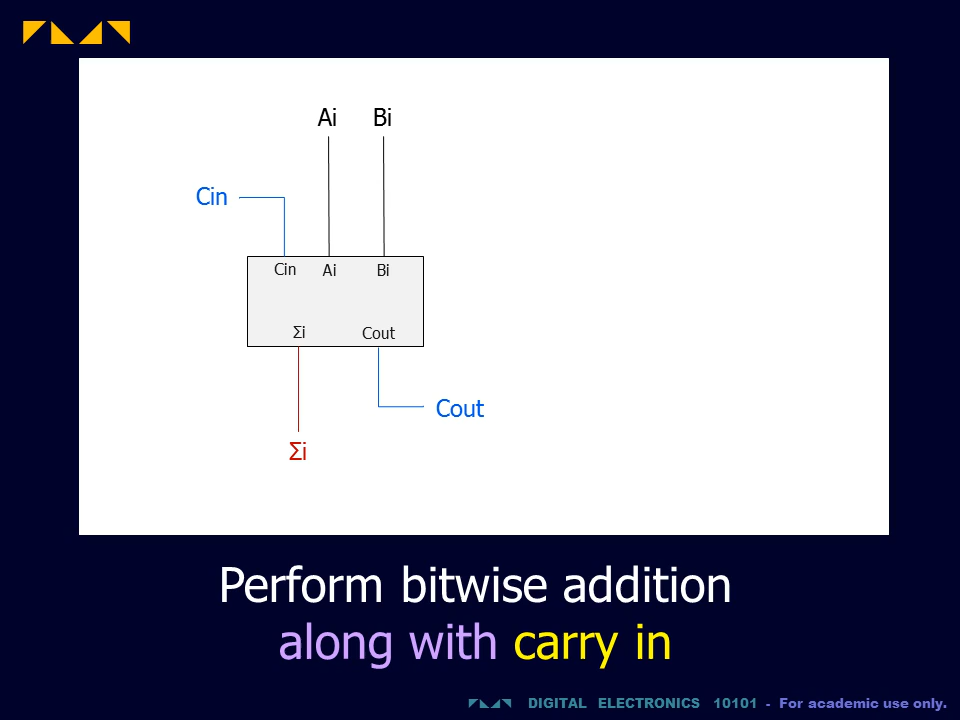 Ai Bi
Cin
Cin Ai Bi
Σi Cout
Cout
Σi
Perform bitwise addition
along with carry in
DIGITAL ELECTRONICS 10101 - For academic use only.